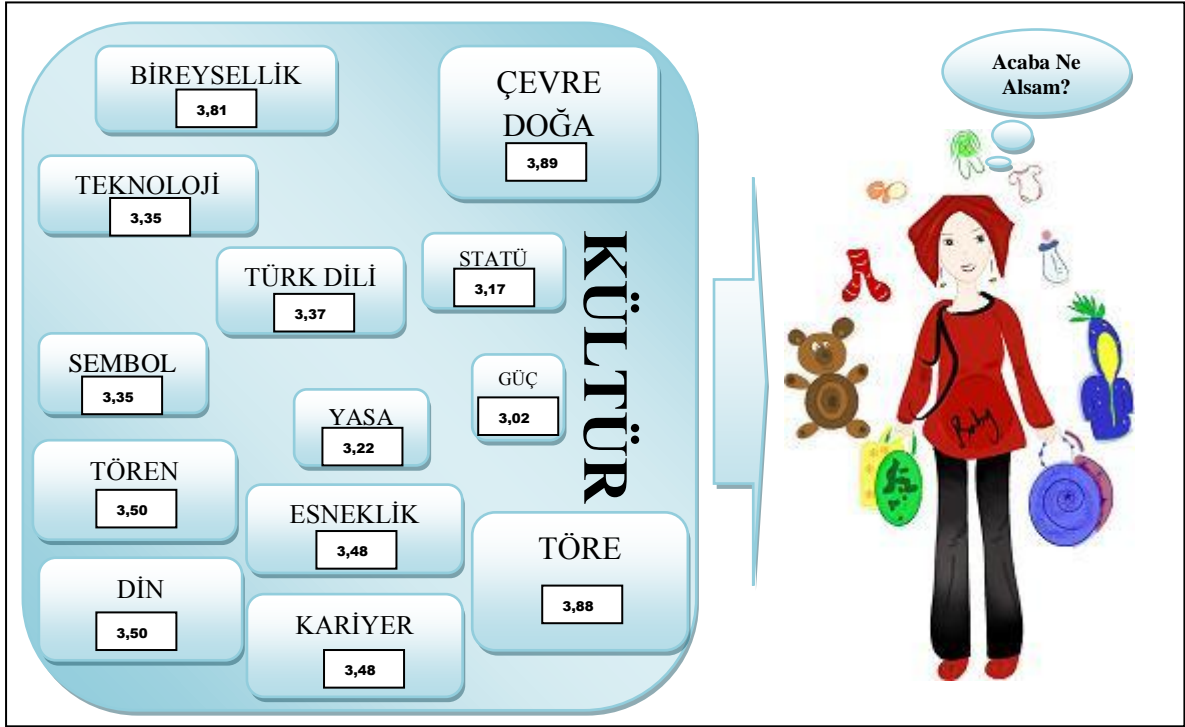 BİREYSELLİK
3,81
ÇEVRE
DOĞA
3,89
TEKNOLOJİ
3,35
TÜRK DİLİ
3,37
STATÜ
3,17
SEMBOL
3,35
YASA
3,22
GÜÇ
3,02
TÖREN
3,50
ESNEKLİK
3,48
DİN
3,50
KARİYER
3,48
TÖRE
3,88
KÜLTÜR
Acaba Ne
Alsam?
Baby